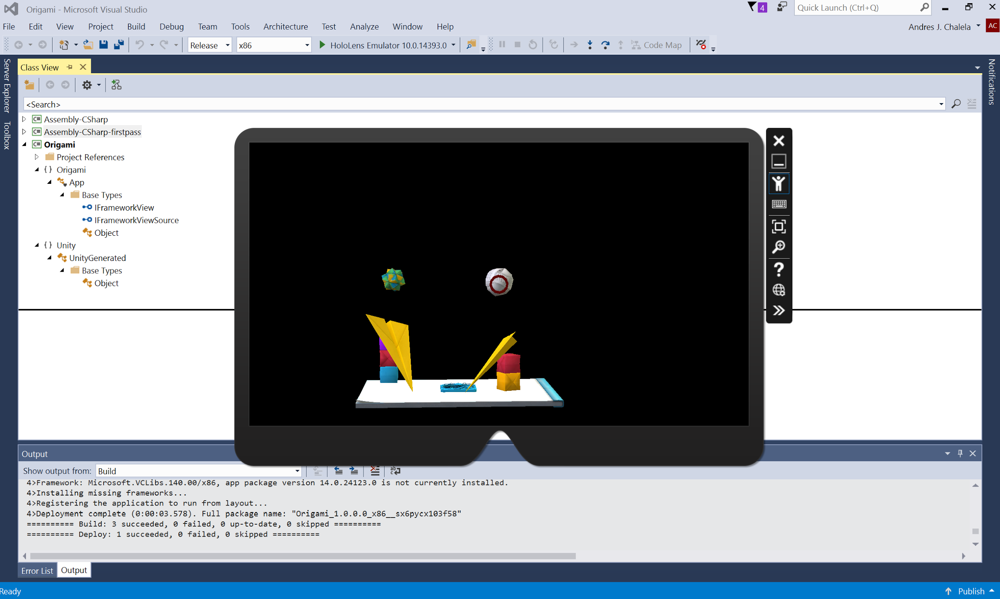 Origami - Microsoft Visual Studio
4
Quick Launch (Ctrl+Q)
File Edit View Project Build Debug Team Tools Architecture Test Analyze Window Help
Andres J. Chalela AC
Release x86 HoloLens Emulator 10.0.14393.0 Code Map
Server Explorer
Toolbox
Notifications
Class View
<Search>
C# Assembly-CSharp
C# Assembly-CSharp-firstpass
C# Origami
Project References
{ } Origami
App
Base Types
IFrameworkView
IFrameworkViewSource
Object
{ } Unity
UnityGenerated
Base Types
Object
Output
Show output from: Build
4>Framework: Microsoft.VCLibs.140.00/x86, app package version 14.0.24123.0 is not currently installed.
4>Installing missing frameworks...
4>Registering the application to run from layout...
4>Deployment complete (0:00:03.578). Full package name: "Origami_1.0.0.0_x86__sx6pycx103f58"
========== Build: 3 succeeded, 0 failed, 0 up-to-date, 0 skipped ==========
========== Deploy: 1 succeeded, 0 failed, 0 skipped ==========
Error List Output
Ready
Publish